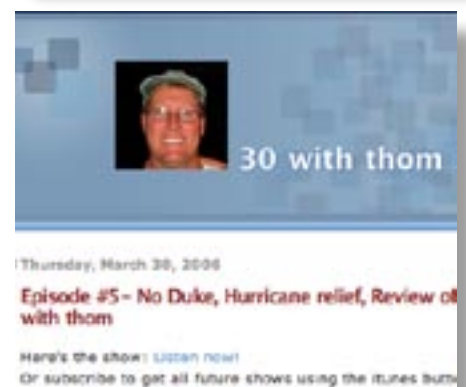 30 with thom
Thursday, March 30, 2006
Episode #5- No Duke, Hurricane relief, Review of
with thom
Here's the show: Listen now!
Or subscribe to get all future shows using the itunes butto